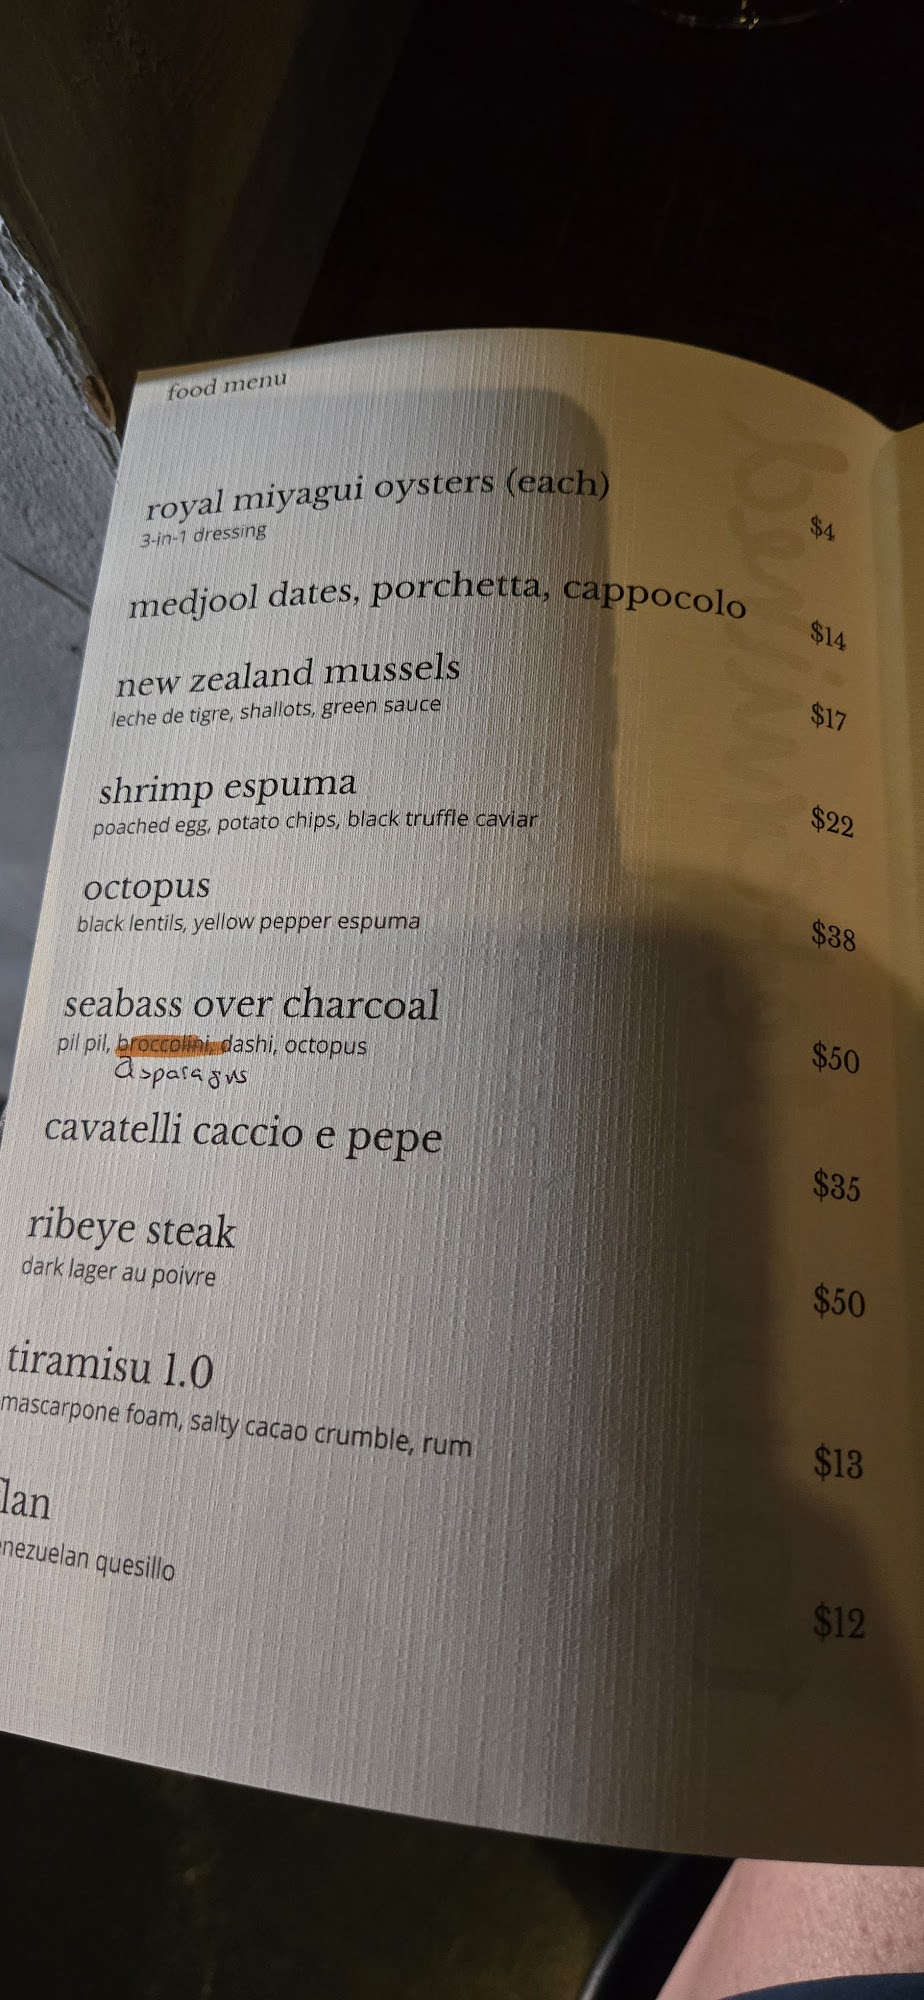 food menu
royal miyagui oysters (each) $4
3-in-1 dressing
medjool dates, porchetta, cappocolo $14
new zealand mussels $17
leche de tigre, shallots, green sauce
shrimp espuma $22
poached egg, potato chips, black truffle caviar
octopus $38
black lentils, yellow pepper espuma
seabass over charcoal $50
pil pil, broccolini, dashi, octopus
asparagus
cavatelli caccio e pepe $35
ribeye steak $50
dark lager au poivre
tiramisu 1.0 $13
mascarpone foam, salty cacao crumble, rum
lan $12
nezuelan quesillo